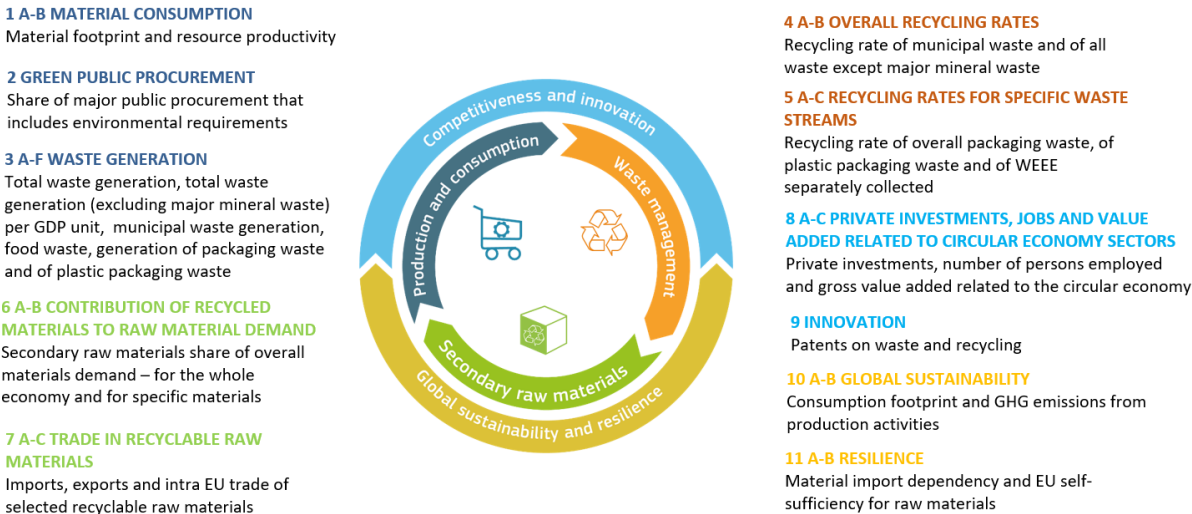 1 A-B MATERIAL CONSUMPTION
Material footprint and resource productivity
2 GREEN PUBLIC PROCUREMENT
Share of major public procurement that
includes environmental requirements
3 A-F WASTE GENERATION
Total waste generation, total waste
generation (excluding major mineral waste)
per GDP unit, municipal waste generation,
food waste, generation of packaging waste
and of plastic packaging waste
6 A-B CONTRIBUTION OF RECYCLED
MATERIALS TO RAW MATERIAL DEMAND
Secondary raw materials share of overall
materials demand – for the whole
economy and for specific materials
7 A-C TRADE IN RECYCLABLE RAW
MATERIALS
Imports, exports and intra EU trade of
selected recyclable raw materials
Competitiveness and innovation
Production and consumption
Waste management
Secondary raw materials
Global sustainability and resilience
4 A-B OVERALL RECYCLING RATES
Recycling rate of municipal waste and of all
waste except major mineral waste
5 A-C RECYCLING RATES FOR SPECIFIC WASTE
STREAMS
Recycling rate of overall packaging waste, of
plastic packaging waste and of WEEE
separately collected
8 A-C PRIVATE INVESTMENTS, JOBS AND VALUE
ADDED RELATED TO CIRCULAR ECONOMY SECTORS
Private investments, number of persons employed
and gross value added related to the circular economy
9 INNOVATION
Patents on waste and recycling
10 A-B GLOBAL SUSTAINABILITY
Consumption footprint and GHG emissions from
production activities
11 A-B RESILIENCE
Material import dependency and EU self-
sufficiency for raw materials